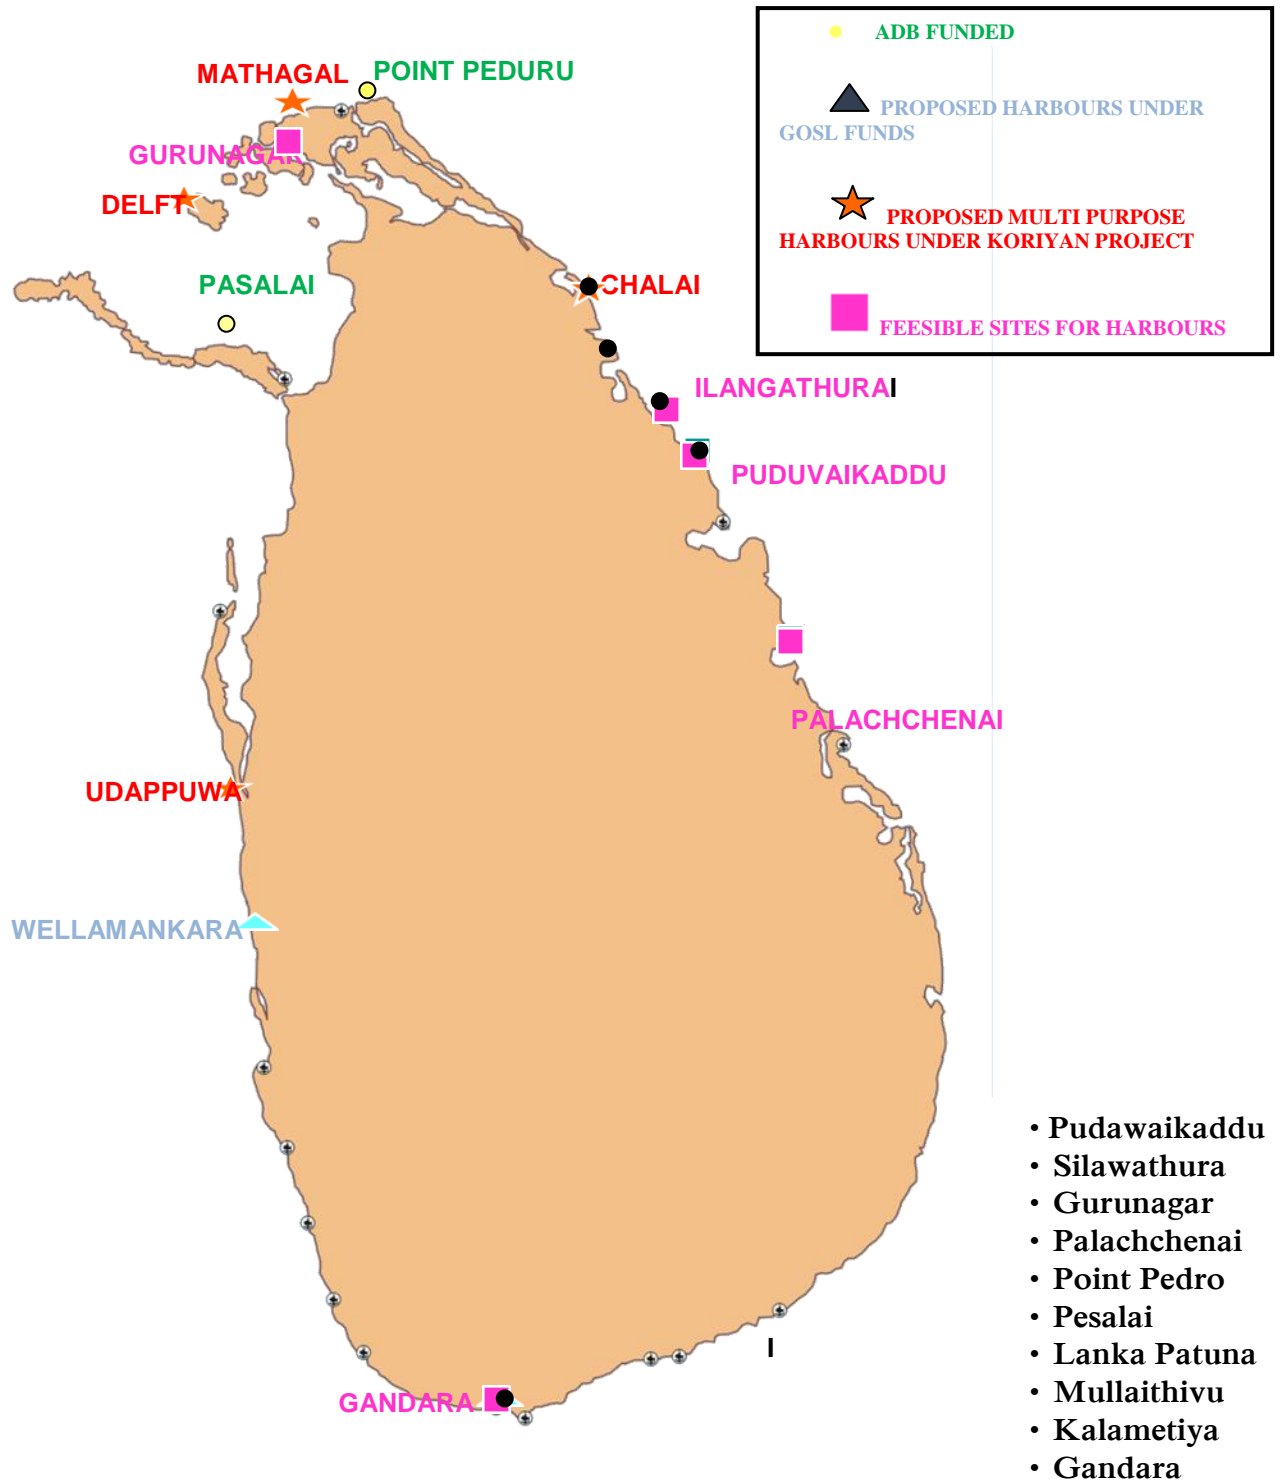 ADB FUNDED
PROPOSED HARBOURS UNDER
GOSL FUNDS
PROPOSED MULTI PURPOSE
HARBOURS UNDER KORIYAN PROJECT
FEESIBLE SITES FOR HARBOURS
MATHAGAL
POINT PEDURU
GURUNAGAR
DELFT
PASALAI
CHALAI
ILANGATHURAI
PUDUVAIKADDU
PALACHCHENAI
UDAPPUWA
WELLAMANKARA
I
GANDARA
• Pudawaikaddu
• Silawathura
• Gurunagar
• Palachchenai
• Point Pedro
• Pesalai
• Lanka Patuna
• Mullaithivu
• Kalametiya
• Gandara